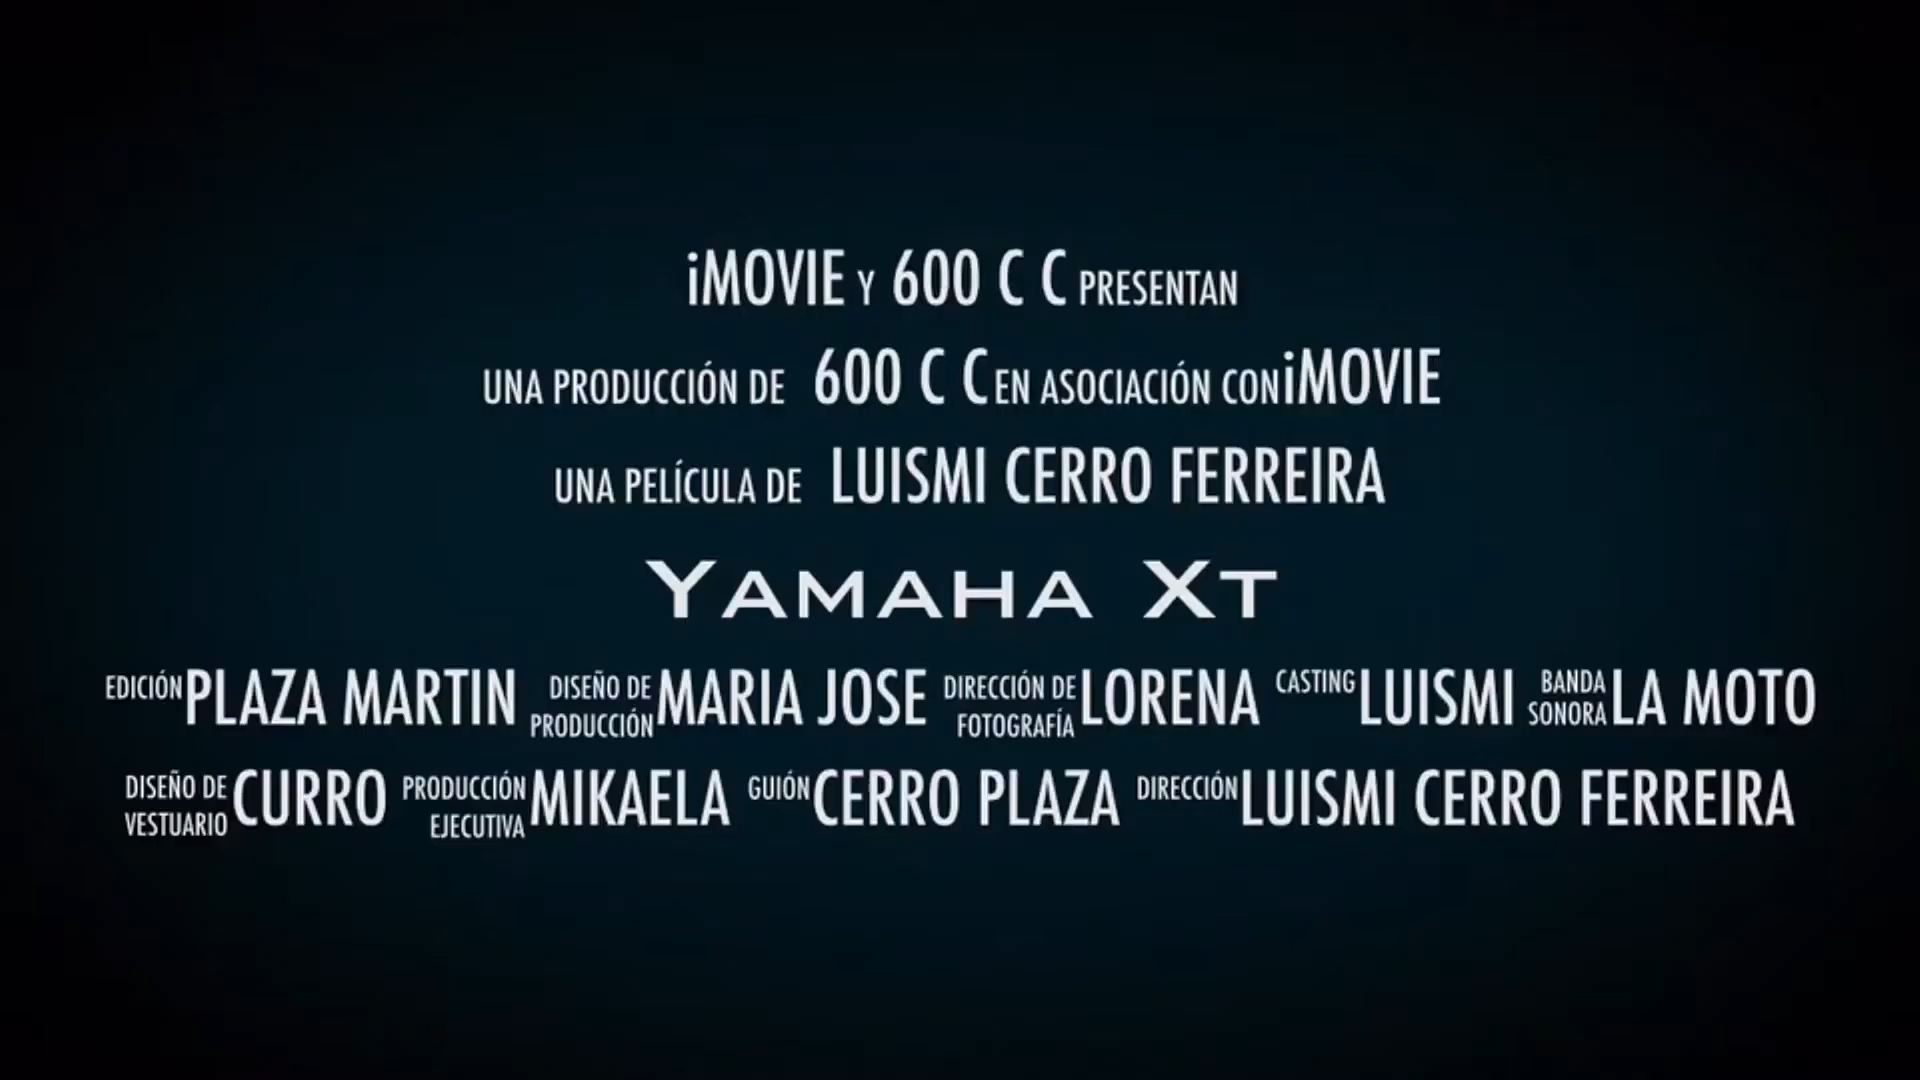 iMOVIE Y 600 C C PRESENTAN
UNA PRODUCCIÓN DE 600 C C EN ASOCIACIÓN CON iMOVIE
UNA PELÍCULA DE LUISMI CERRO FERREIRA
YAMAHA XT
EDICIÓN PLAZA MARTIN DISEÑO DE PRODUCCIÓN MARIA JOSE DIRECCIÓN DE FOTOGRAFÍA LORENA CASTING LUISMI BANDA SONORA LA MOTO
DISEÑO DE VESTUARIO CURRO PRODUCCIÓN EJECUTIVA MIKAELA GUIÓN CERRO PLAZA DIRECCIÓN LUISMI CERRO FERREIRA